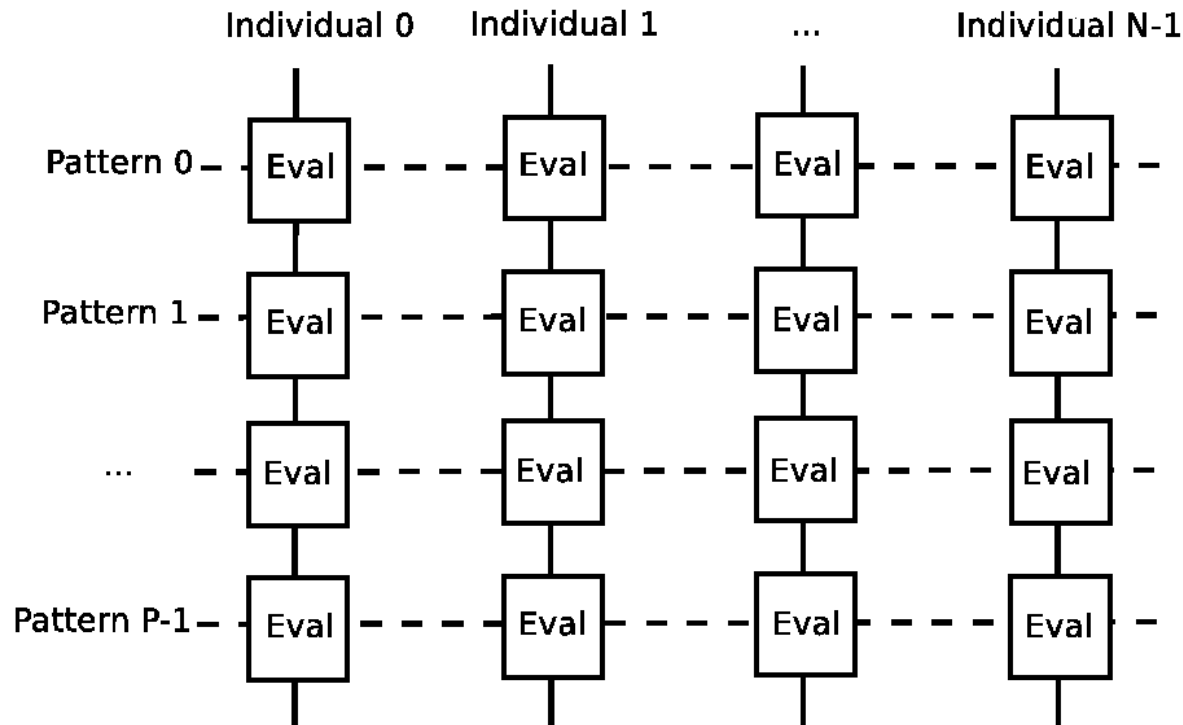 Individual 0 Individual 1 ... Individual N-1
Pattern 0 Eval Eval Eval Eval
Pattern 1 Eval Eval Eval Eval
... Eval Eval Eval Eval
Pattern P-1 Eval Eval Eval Eval